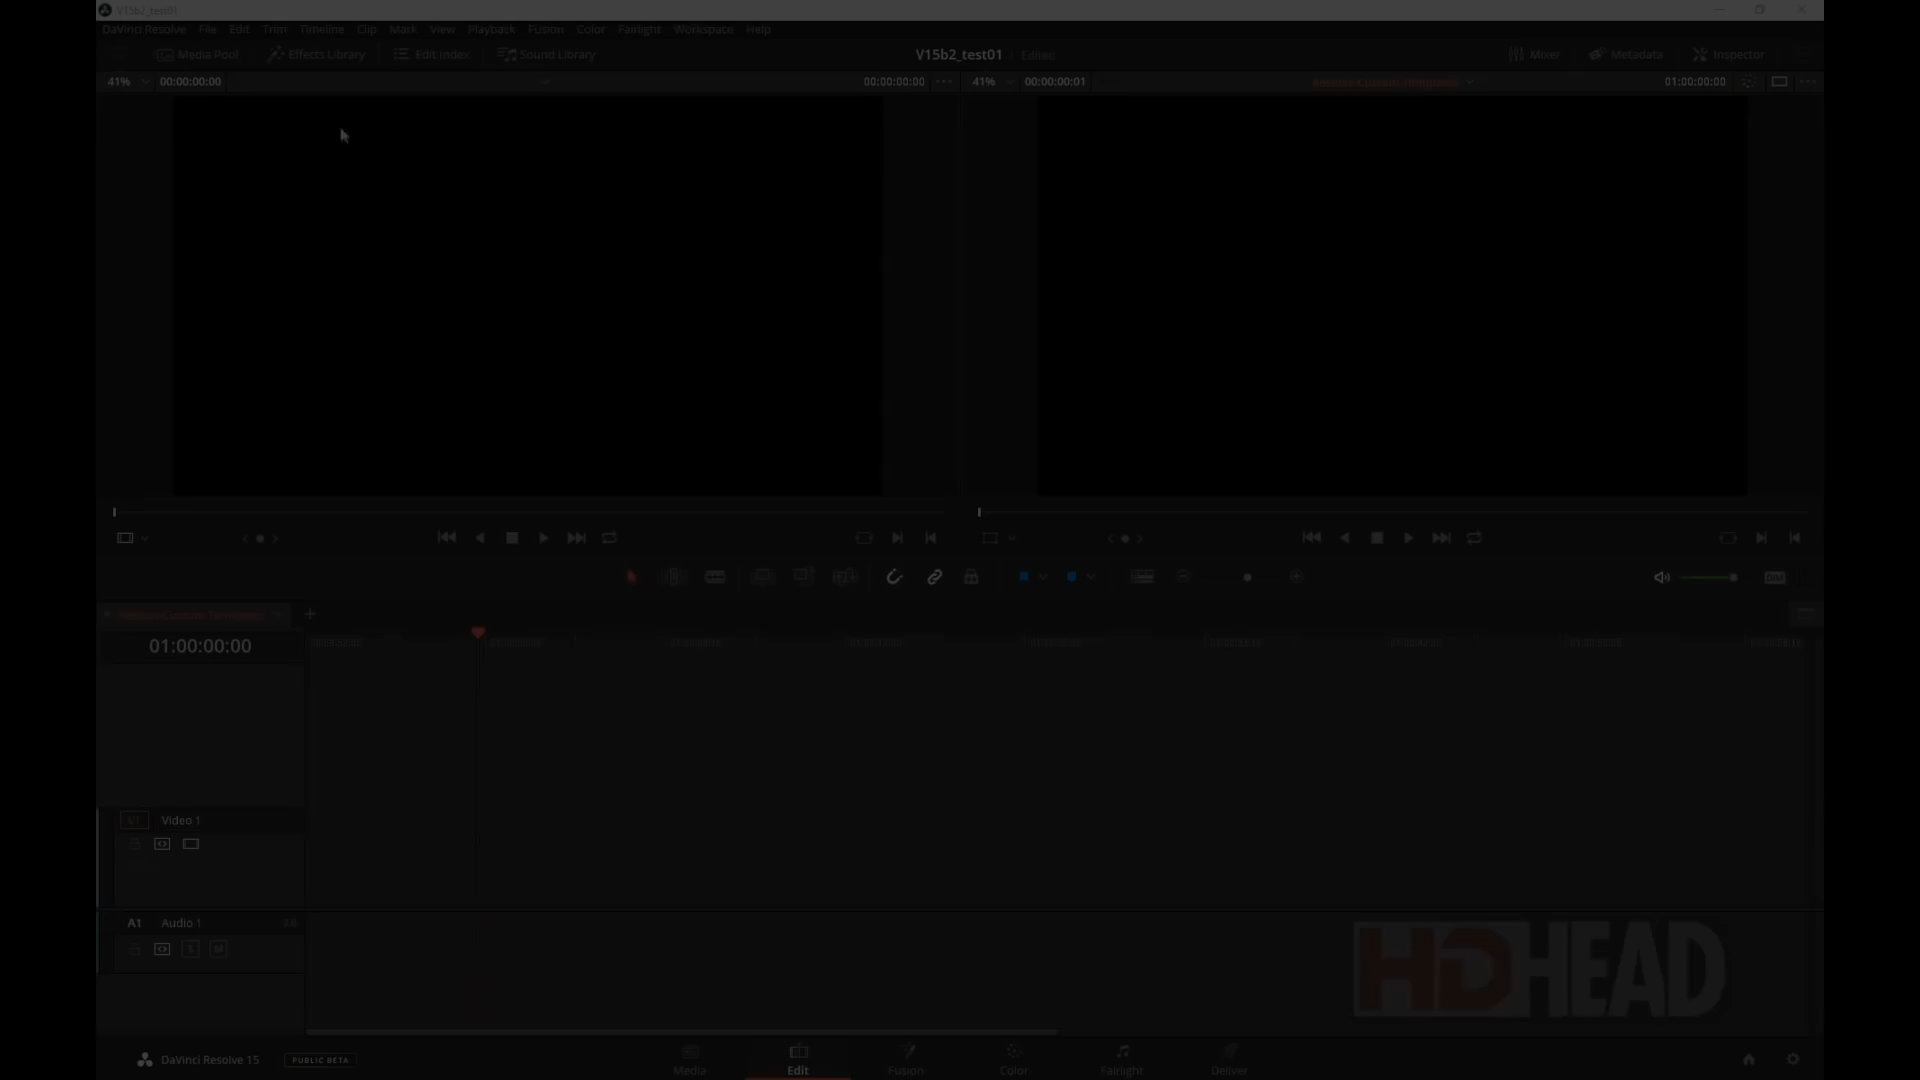 V15b2_test01
DaVinci Resolve File Edit Trim Timeline Clip Mark View Playback Fusion Color Fairlight Workspace Help
Media Pool Effects Library Edit Index Sound Library V15b2_test01 Edited Mixer Metadata Inspector
41% 00:00:00:00 00:00:00:00 41% 00:00:00:01 01:00:00:00
01:00:00:00
V1 Video 1
A1 Audio 1
S M
HDHEAD
DaVinci Resolve 15 PUBLIC BETA
Media Edit Fusion Color Fairlight Deliver